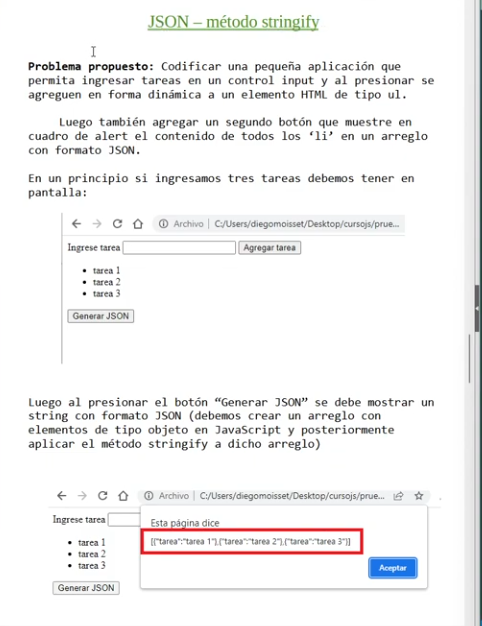 JSON – método stringify
Problema propuesto: Codificar una pequeña aplicación que
permita ingresar tareas en un control input y al presionar se
agreguen en forma dinámica a un elemento HTML de tipo ul.
Luego también agregar un segundo botón que muestre en
cuadro de alert el contenido de todos los ‘li’ en un arreglo
con formato JSON.
En un principio si ingresamos tres tareas debemos tener en
pantalla:
Archivo | C:/Users/diegomoisset/Desktop/cursojs/prue...
Ingrese tarea Agregar tarea
• tarea 1
• tarea 2
• tarea 3
Generar JSON
Luego al presionar el botón “Generar JSON” se debe mostrar un
string con formato JSON (debemos crear un arreglo con
elementos de tipo objeto en JavaScript y posteriormente
aplicar el método stringify a dicho arreglo)
Archivo | C:/Users/diegomoisset/Desktop/cursojs/prue...
Ingrese tarea
Esta página dice
[{"tarea":"tarea 1"},{"tarea":"tarea 2"},{"tarea":"tarea 3"}]
• tarea 1
• tarea 2
• tarea 3
Aceptar
Generar JSON